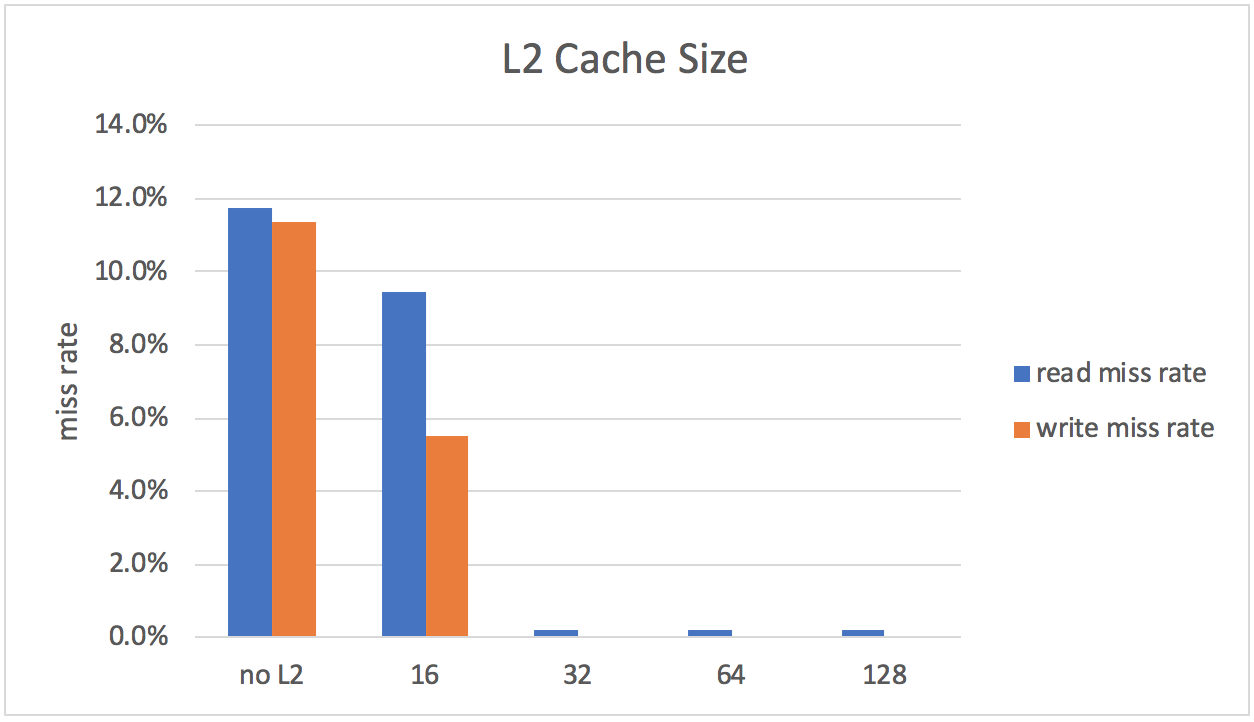 L2 Cache Size
14.0%
12.0%
10.0%
8.0%
6.0%
4.0%
2.0%
0.0%
miss rate
no L2 16 32 64 128
read miss rate
write miss rate